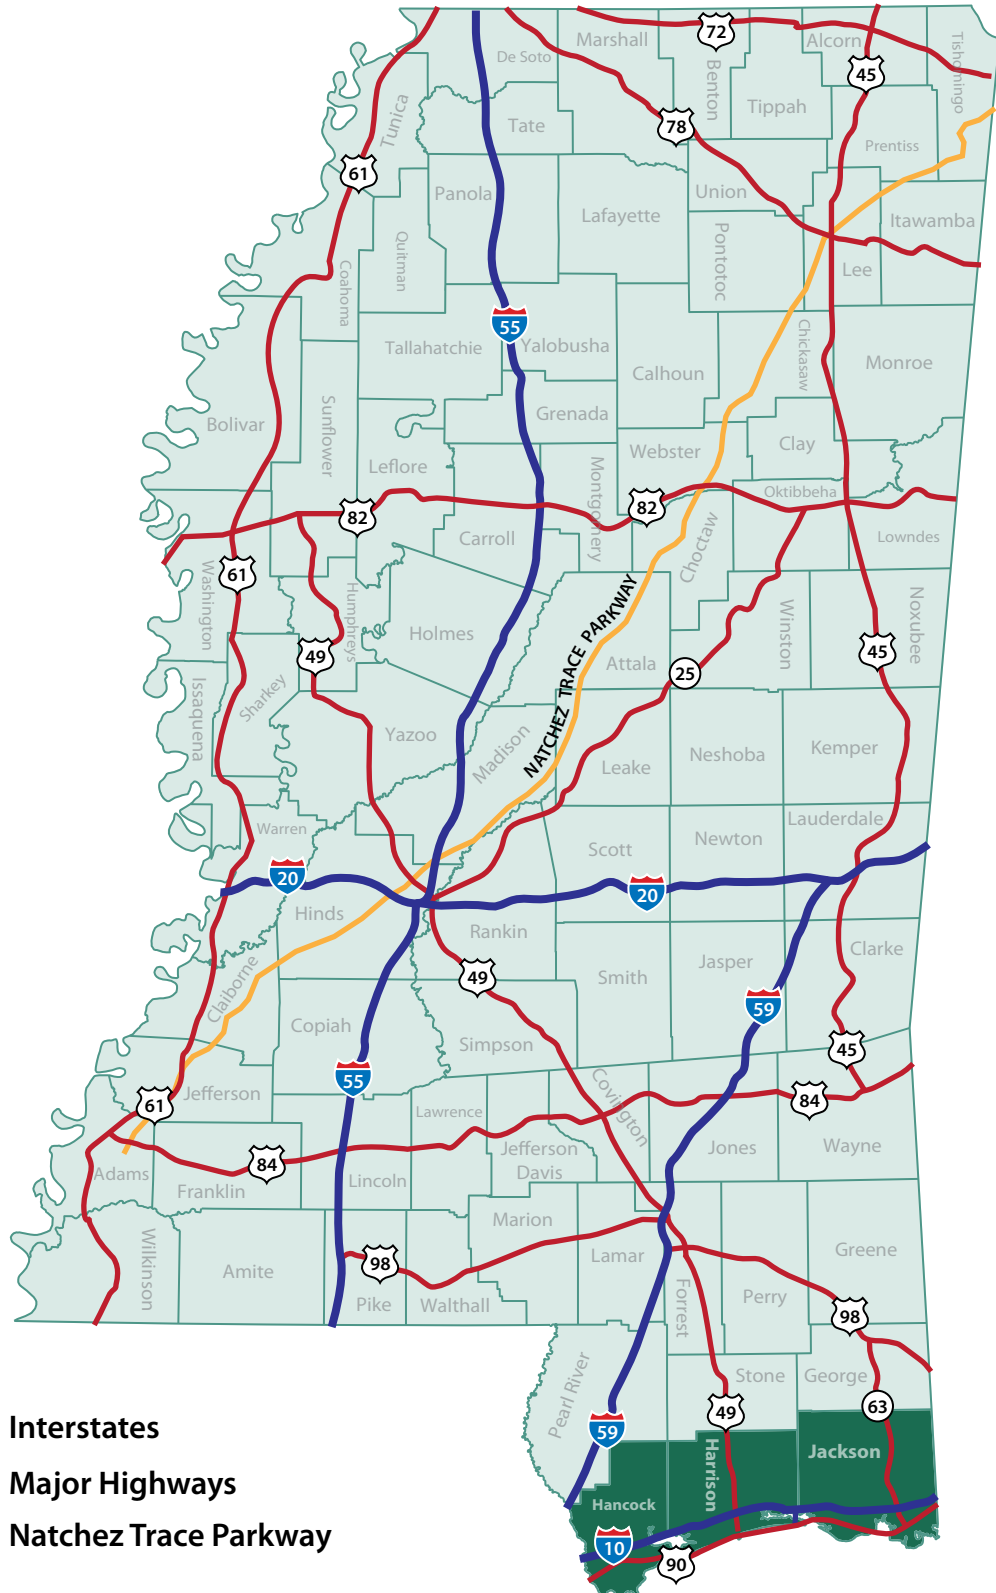 72
Marshall
Alcorn
De Soto
Benton
Tishomingo
45
Tunica
Tippah
Tate
78
Prentiss
61
Panola
Union
Lafayette
Itawamba
Quitman
Pontotoc
Coahoma
Lee
55
Tallahatchie
Yalobusha
Chickasaw
Monroe
Calhoun
Bolivar
Sunflower
Grenada
Webster
Clay
Leflore
Montgomery
Oktibbeha
82
82
Carroll
Choctaw
Lowndes
61
Washington
Humphreys
Holmes
NATCHEZ TRACE PARKWAY
Winston
Noxubee
49
Attala
45
25
Issaquena
Sharkey
Yazoo
Madison
Leake
Neshoba
Kemper
Warren
Lauderdale
Scott
Newton
20
20
Hinds
Rankin
Clarke
Claiborne
49
Smith
Jasper
59
Copiah
Simpson
45
55
Jefferson
Covington
61
Lawrence
84
84
Jefferson
Davis
Jones
Wayne
Adams
Franklin
Lincoln
Marion
Wilkinson
Amite
98
Lamar
Greene
Pike
Walthall
Forrest
Perry
98
Pearl River
Stone
George
49
63
Interstates
59
Harrison
Jackson
Major Highways
Hancock
Natchez Trace Parkway
10
90